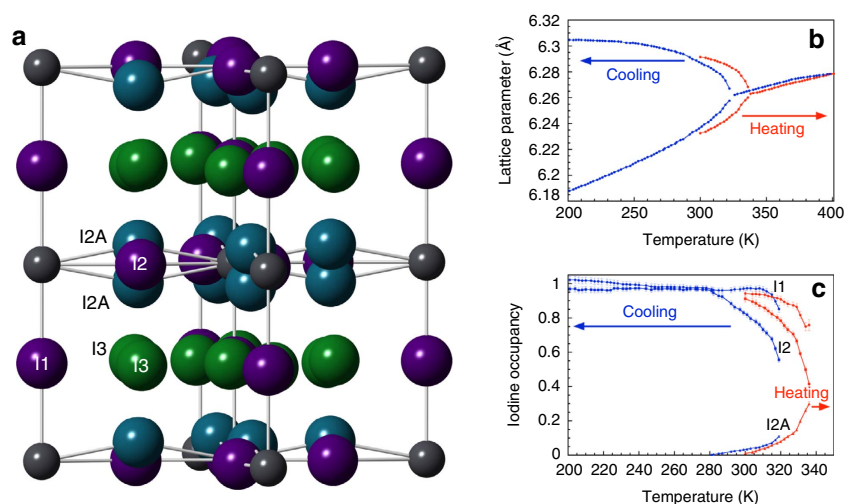 a
I2A
I2
I2A
I3
I3
I1
b
6.32
6.3
6.28
6.26
6.24
6.22
6.2
6.18
Lattice parameter (Å)
Cooling
Heating
200
250
300
350
400
Temperature (K)
c
1
0.8
0.6
0.4
0.2
0
Iodine occupancy
I1
Cooling
I2
Heating
I2A
200 220 240 260 280 300 320 340
Temperature (K)